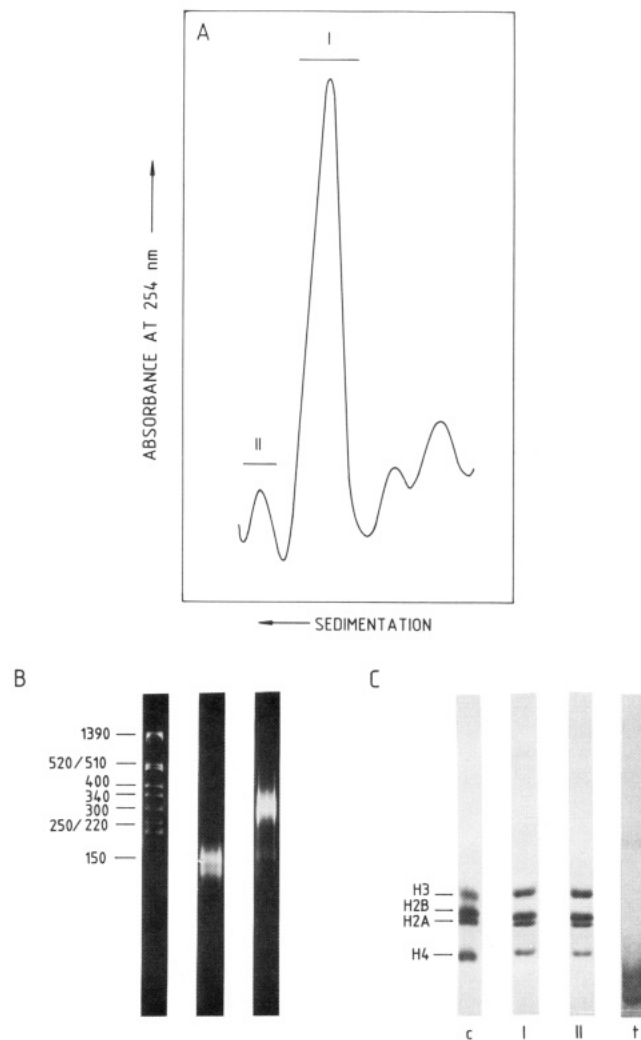 A
I
II
ABSORBANCE AT 254 nm
SEDIMENTATION
B
1390
520/510
400
340
300
250/220
150
C
H3
H2B
H2A
H4
c
I
II
t